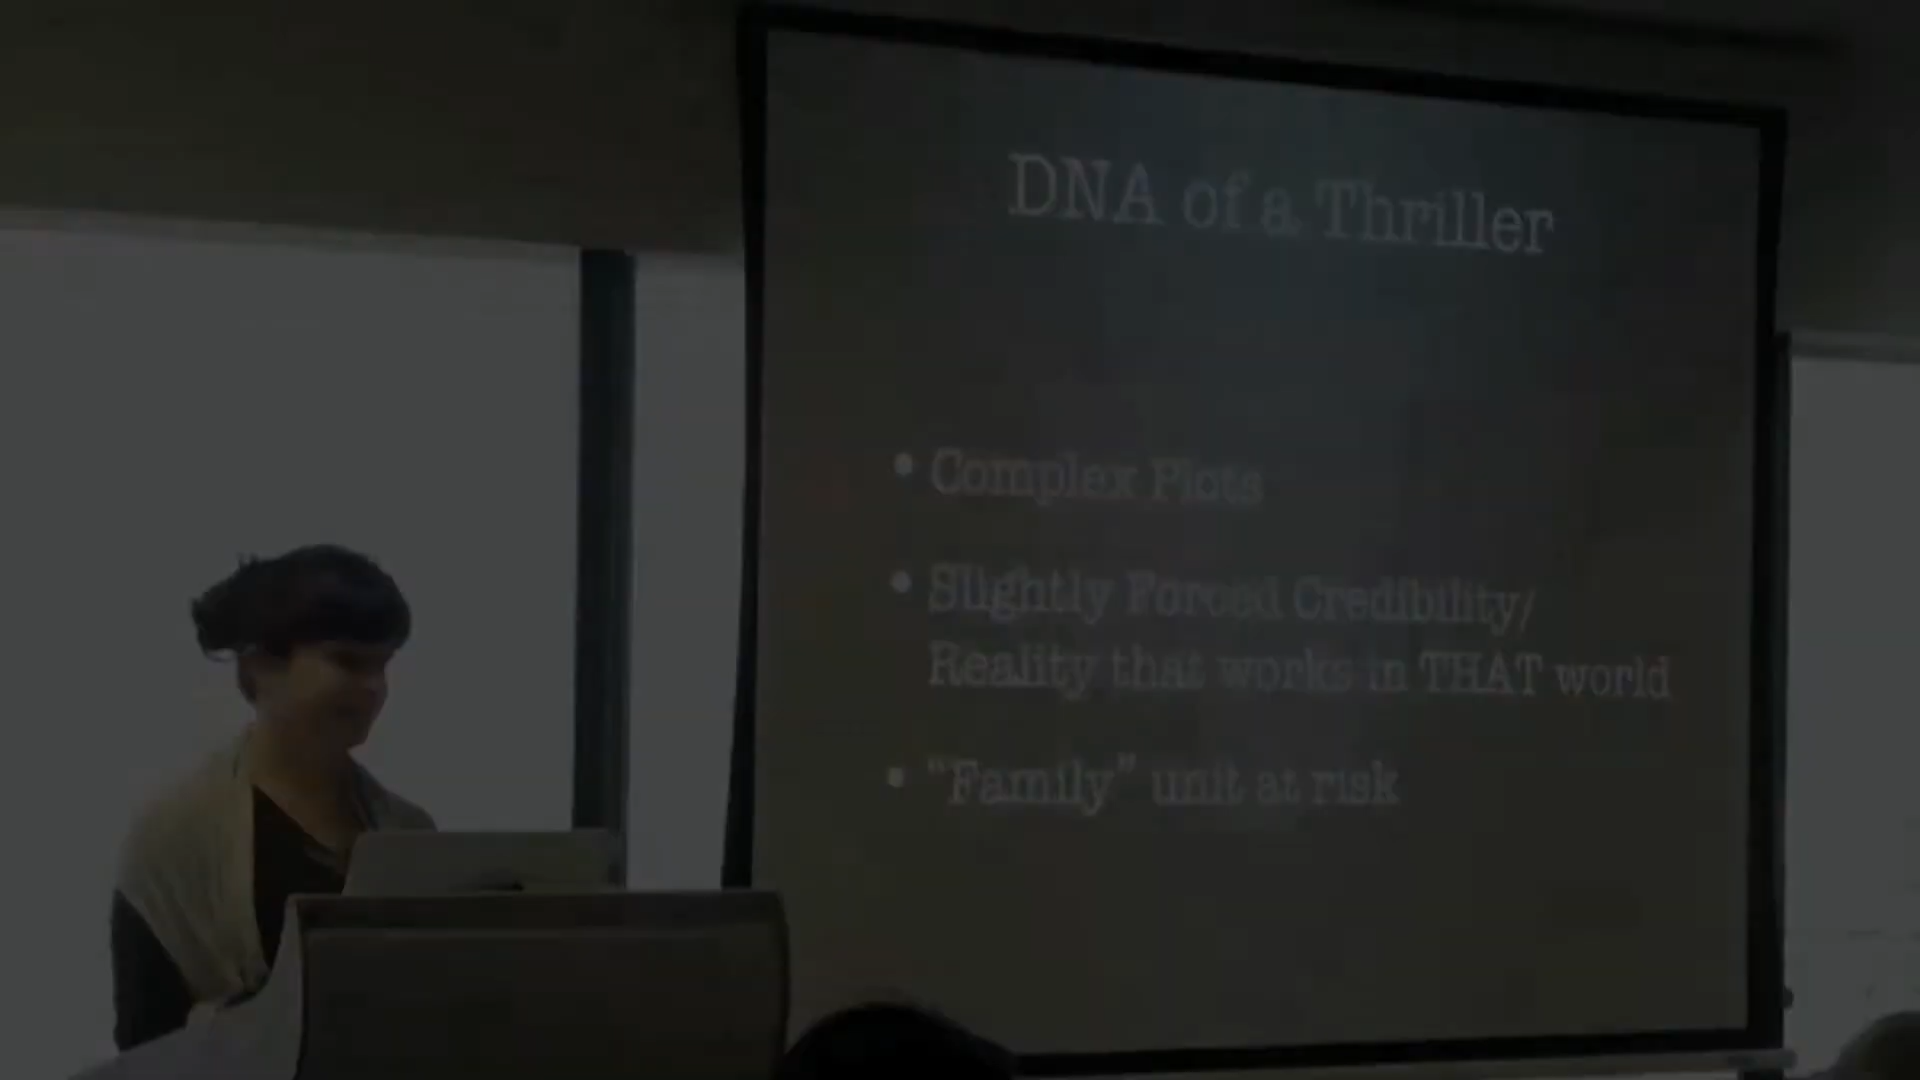 DNA of a Thriller
• Complex Plots
• Slightly Forced Credibility/
Reality that works in THAT world
• “Family” unit at risk